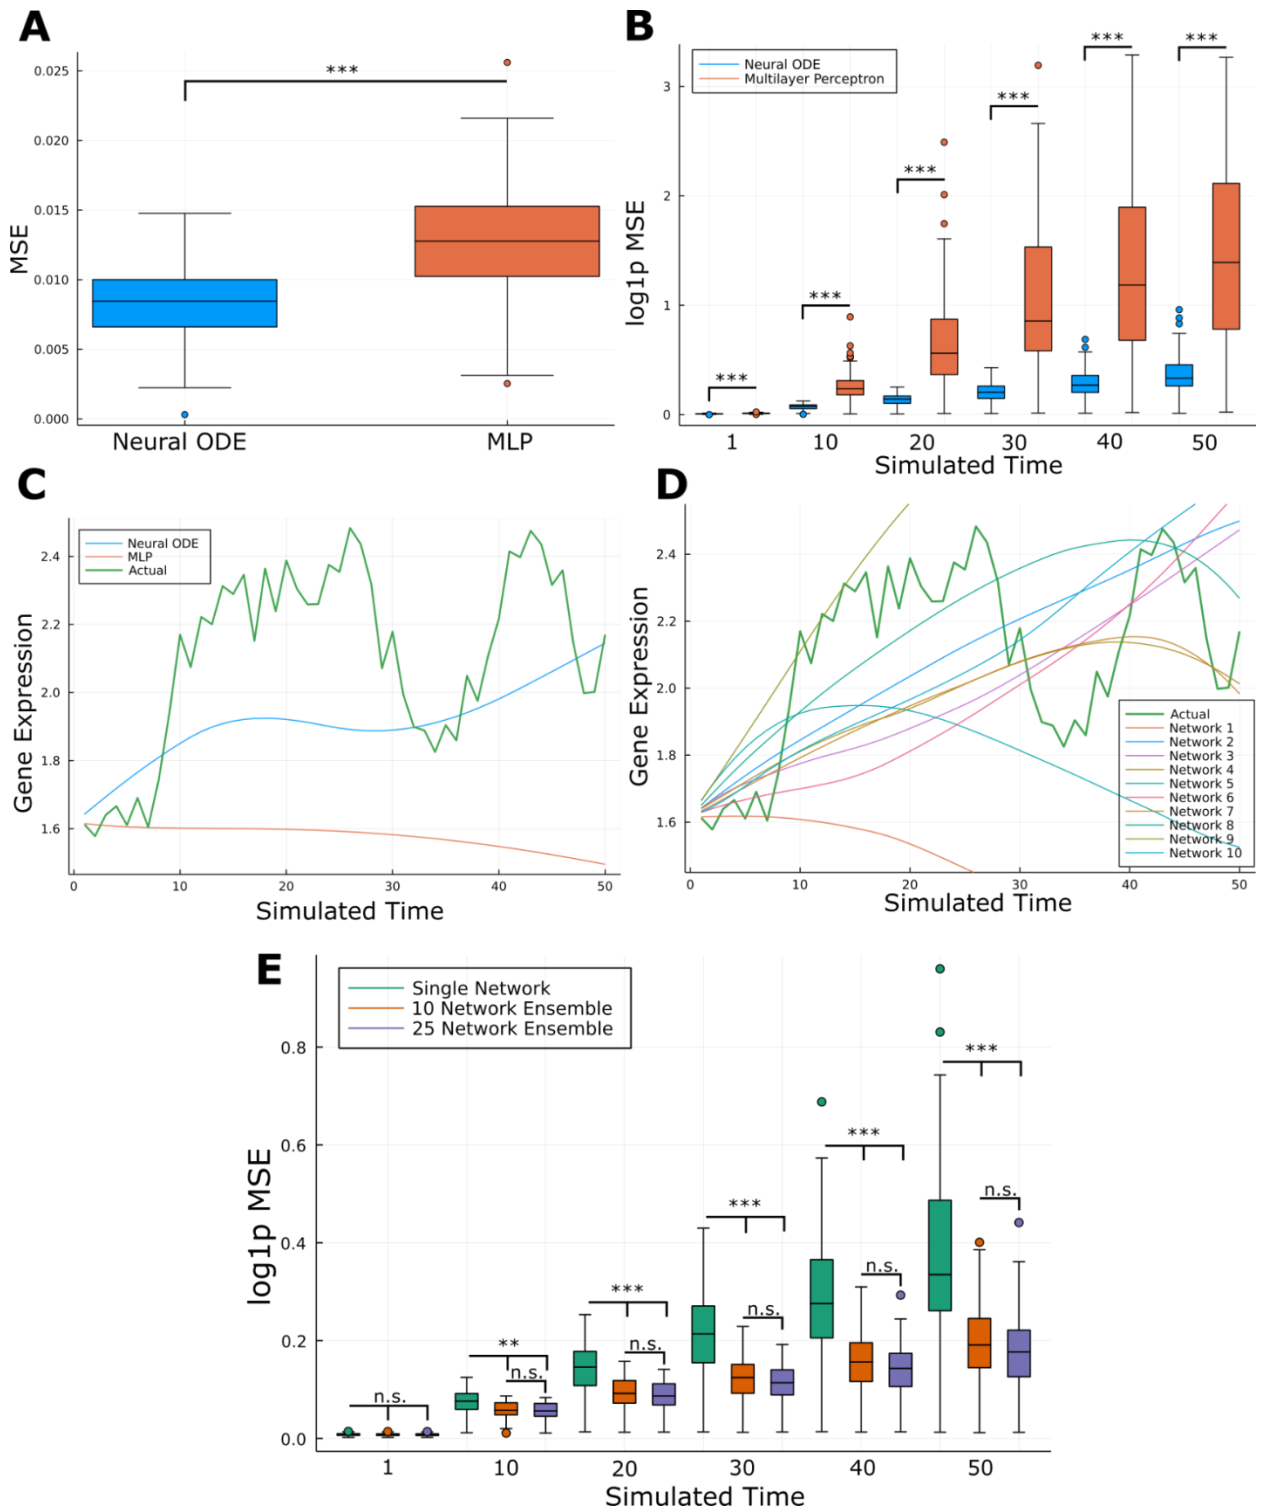 A
***
0.025
0.020
0.015
0.010
0.005
0.000
MSE
Neural ODE
MLP
B
Neural ODE
Multilayer Perceptron
***
***
***
***
***
***
3
2
1
0
log1p MSE
1 10 20 30 40 50
Simulated Time
C
Neural ODE
MLP
Actual
2.4
2.2
2.0
1.8
1.6
Gene Expression
0 10 20 30 40 50
Simulated Time
D
2.4
2.2
2.0
1.8
1.6
Gene Expression
Actual
Network 1
Network 2
Network 3
Network 4
Network 5
Network 6
Network 7
Network 8
Network 9
Network 10
0 10 20 30 40 50
Simulated Time
E
Single Network
10 Network Ensemble
25 Network Ensemble
0.8
0.6
0.4
0.2
0.0
log1p MSE
n.s.
**
n.s.
***
n.s.
***
n.s.
***
n.s.
***
n.s.
1 10 20 30 40 50
Simulated Time